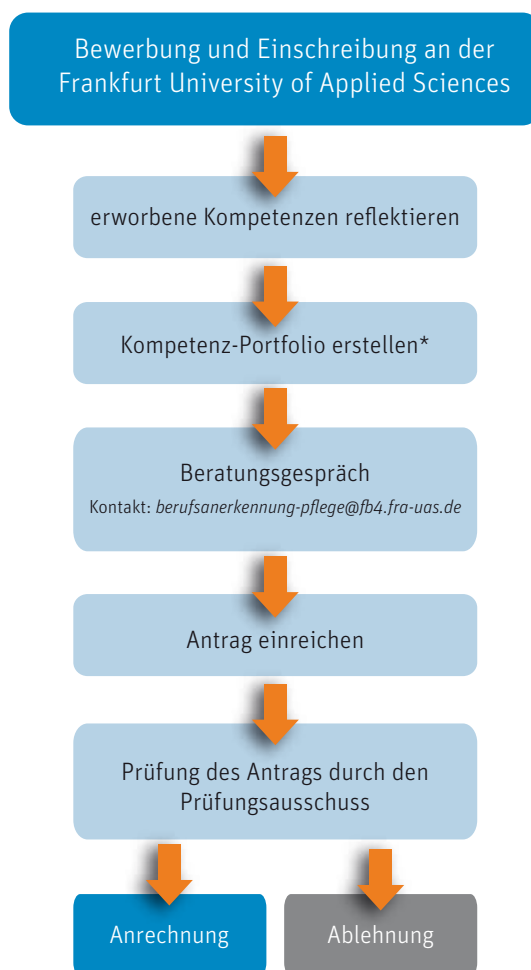 Bewerbung und Einschreibung an der
Frankfurt University of Applied Sciences
erworbene Kompetenzen reflektieren
Kompetenz-Portfolio erstellen*
Beratungsgespräch
Kontakt: berufsanerkennung-pflege@fb4.fra-uas.de
Antrag einreichen
Prüfung des Antrags durch den
Prüfungsausschuss
Anrechnung
Ablehnung